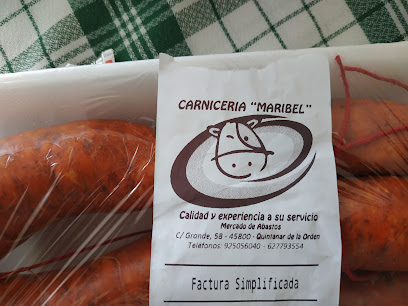 CARNICERIA "MARIBEL"
Calidad y experiencia a su servicio
Mercado de Abastos
C/ Grande, 58 - 45800 - Quintanar de la Orden
Teléfonos: 925056040 - 627793554
Factura Simplificada